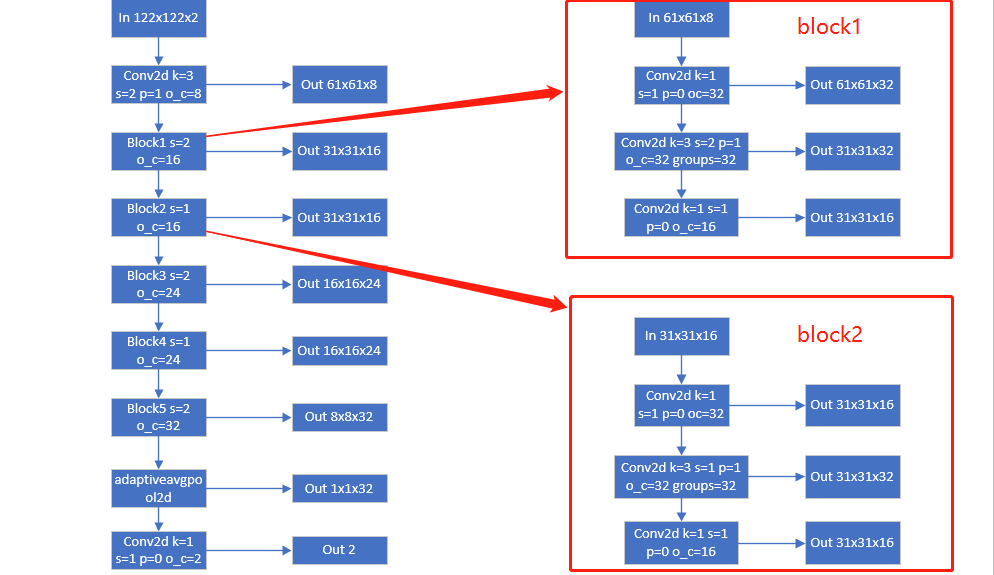 In 122x122x2
Conv2d k=3
s=2 p=1 o_c=8
Out 61x61x8
Block1 s=2
o_c=16
Out 31x31x16
Block2 s=1
o_c=16
Out 31x31x16
Block3 s=2
o_c=24
Out 16x16x24
Block4 s=1
o_c=24
Out 16x16x24
Block5 s=2
o_c=32
Out 8x8x32
adaptiveavgpo
ol2d
Out 1x1x32
Conv2d k=1
s=1 p=0 o_c=2
Out 2
block1
In 61x61x8
Conv2d k=1
s=1 p=0 oc=32
Out 61x61x32
Conv2d k=3 s=2 p=1
o_c=32 groups=32
Out 31x31x32
Conv2d k=1 s=1
p=0 o_c=16
Out 31x31x16
block2
In 31x31x16
Conv2d k=1
s=1 p=0 oc=32
Out 31x31x16
Conv2d k=3 s=1 p=1
o_c=32 groups=32
Out 31x31x32
Conv2d k=1 s=1
p=0 o_c=16
Out 31x31x16